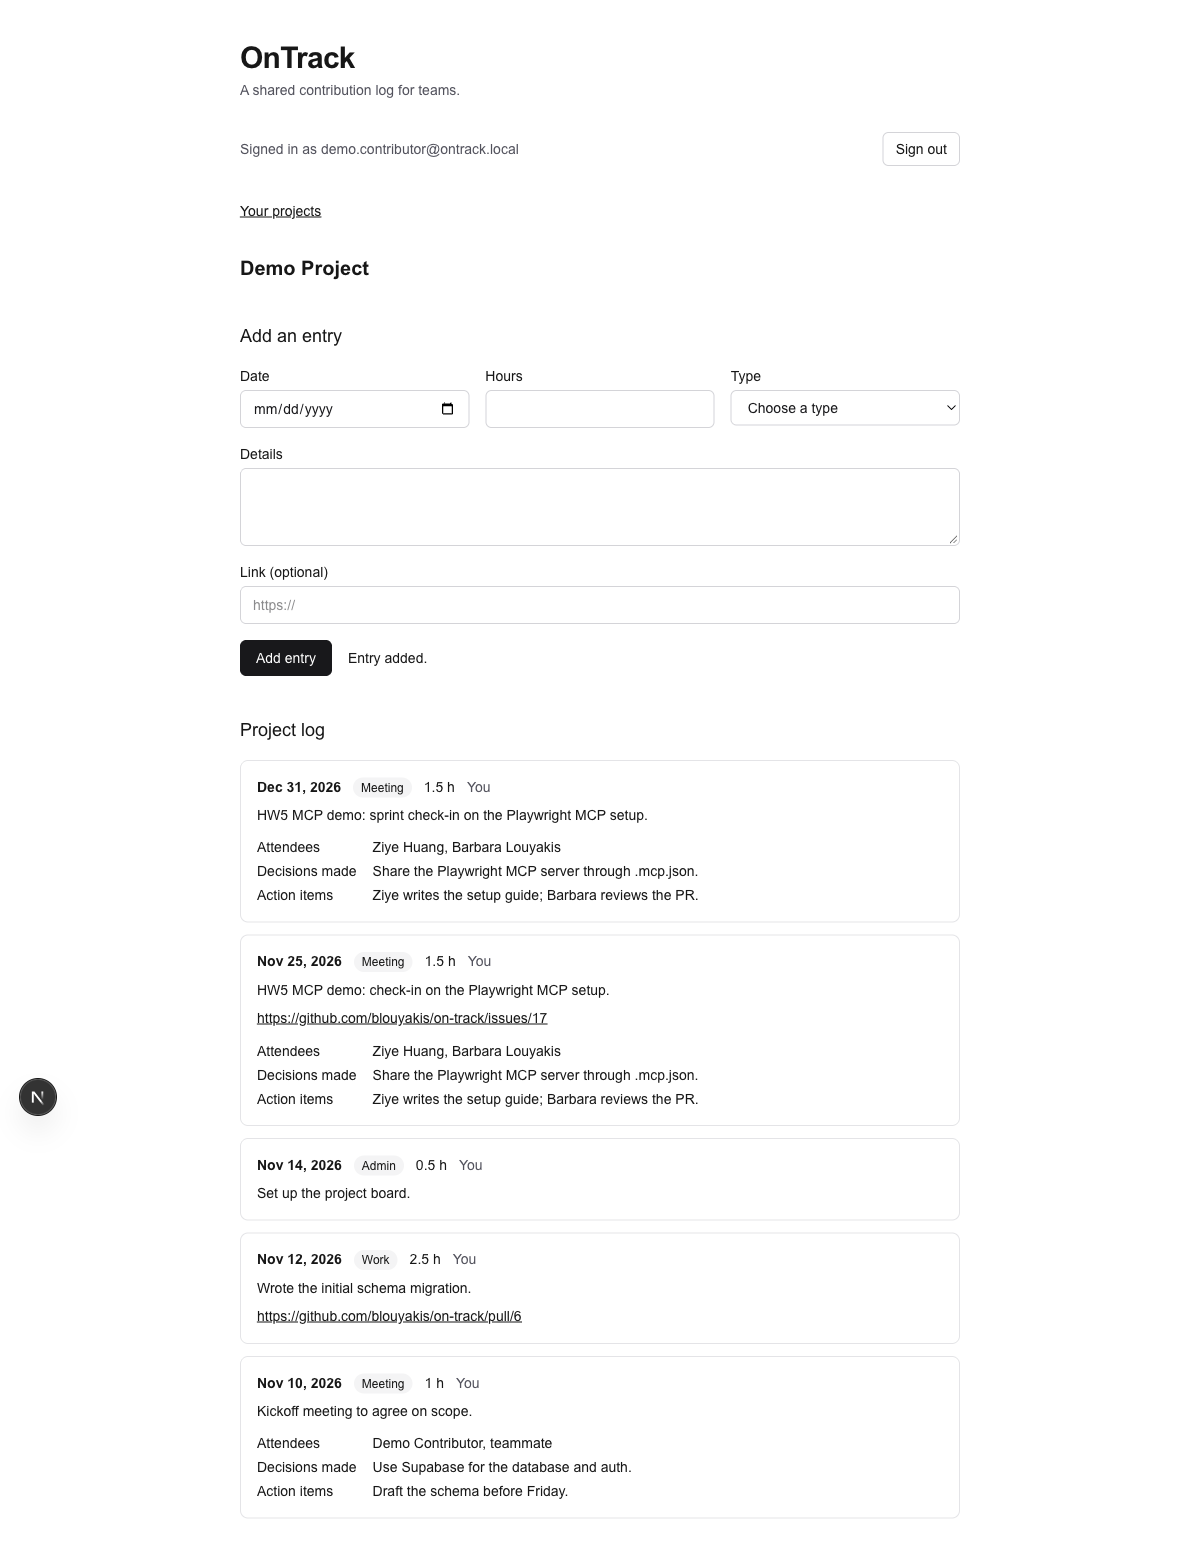 OnTrack
A shared contribution log for teams.
Signed in as demo.contributor@ontrack.local
Sign out
Your projects
Demo Project
Add an entry
Date
Hours
Type
mm/dd/yyyy
Choose a type
Details
Link (optional)
https://
Add entry
Entry added.
Project log
Dec 31, 2026 Meeting 1.5 h You
HW5 MCP demo: sprint check-in on the Playwright MCP setup.
Attendees Ziye Huang, Barbara Louyakis
Decisions made Share the Playwright MCP server through .mcp.json.
Action items Ziye writes the setup guide; Barbara reviews the PR.
Nov 25, 2026 Meeting 1.5 h You
HW5 MCP demo: check-in on the Playwright MCP setup.
https://github.com/blouyakis/on-track/issues/17
Attendees Ziye Huang, Barbara Louyakis
Decisions made Share the Playwright MCP server through .mcp.json.
Action items Ziye writes the setup guide; Barbara reviews the PR.
N
Nov 14, 2026 Admin 0.5 h You
Set up the project board.
Nov 12, 2026 Work 2.5 h You
Wrote the initial schema migration.
https://github.com/blouyakis/on-track/pull/6
Nov 10, 2026 Meeting 1 h You
Kickoff meeting to agree on scope.
Attendees Demo Contributor, teammate
Decisions made Use Supabase for the database and auth.
Action items Draft the schema before Friday.